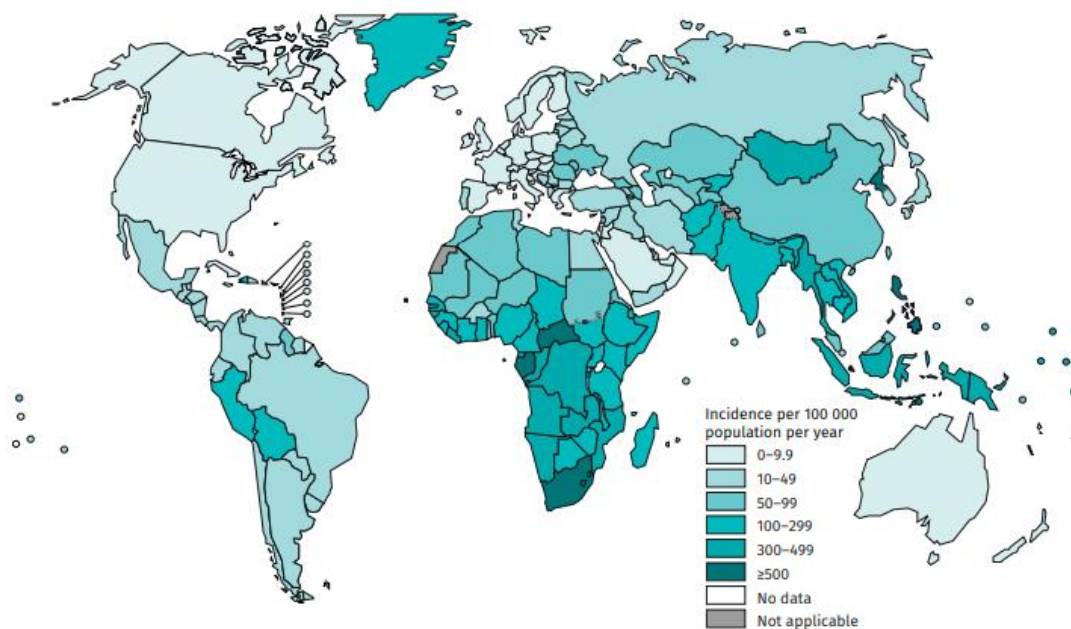 Incidence per 100 000
population per year
0–9.9
10–49
50–99
100–299
300–499
≥500
No data
Not applicable